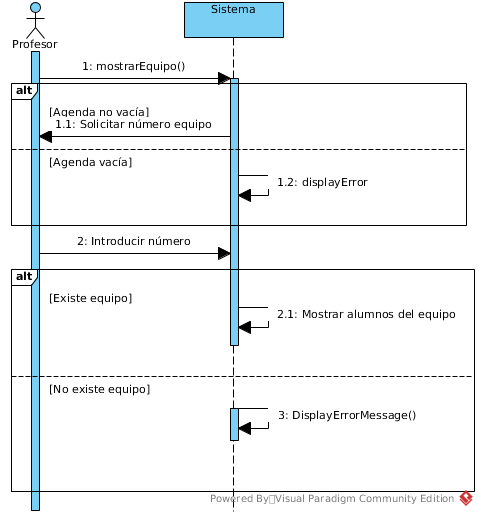 Sistema
Profesor
1: mostrarEquipo()
alt
[Agenda no vacía]
1.1: Solicitar número equipo
[Agenda vacía]
1.2: displayError
2: Introducir número
alt
[Existe equipo]
2.1: Mostrar alumnos del equipo
[No existe equipo]
3: DisplayErrorMessage()
Powered By Visual Paradigm Community Edition